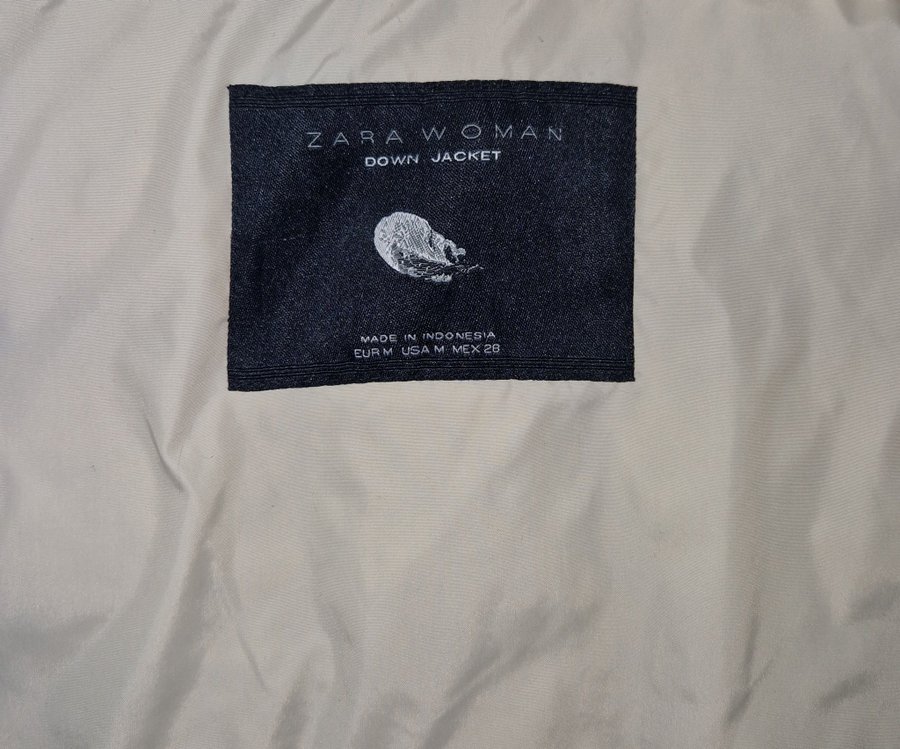 ZARA WOMAN
DOWN JACKET
MADE IN INDONESIA
EUR M USA M MEX 28